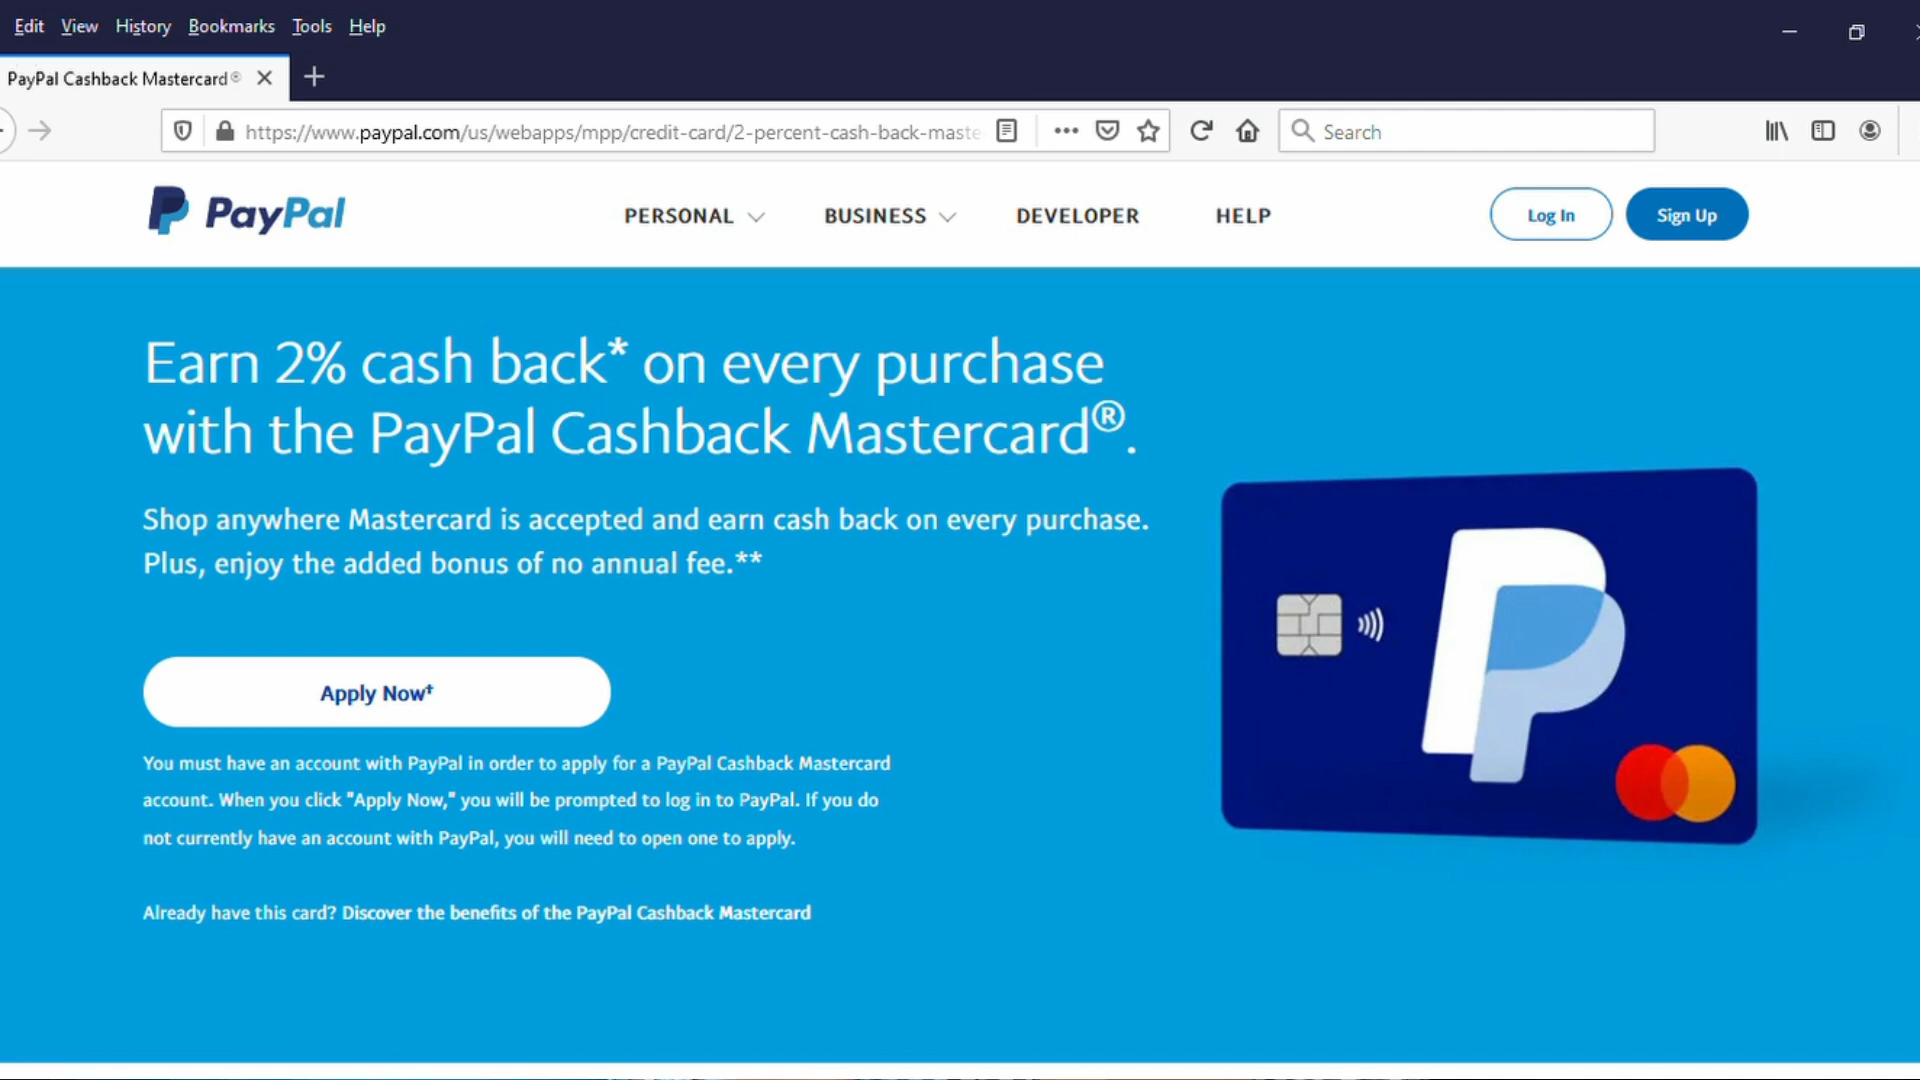 Edit View History Bookmarks Tools Help
PayPal Cashback Mastercard®
https://www.paypal.com/us/webapps/mpp/credit-card/2-percent-cash-back-maste
Search
PayPal
PERSONAL
BUSINESS
DEVELOPER
HELP
Log In
Sign Up
Earn 2% cash back* on every purchase
with the PayPal Cashback Mastercard®.
Shop anywhere Mastercard is accepted and earn cash back on every purchase.
Plus, enjoy the added bonus of no annual fee.**
Apply Now†
You must have an account with PayPal in order to apply for a PayPal Cashback Mastercard
account. When you click "Apply Now," you will be prompted to log in to PayPal. If you do
not currently have an account with PayPal, you will need to open one to apply.
Already have this card? Discover the benefits of the PayPal Cashback Mastercard